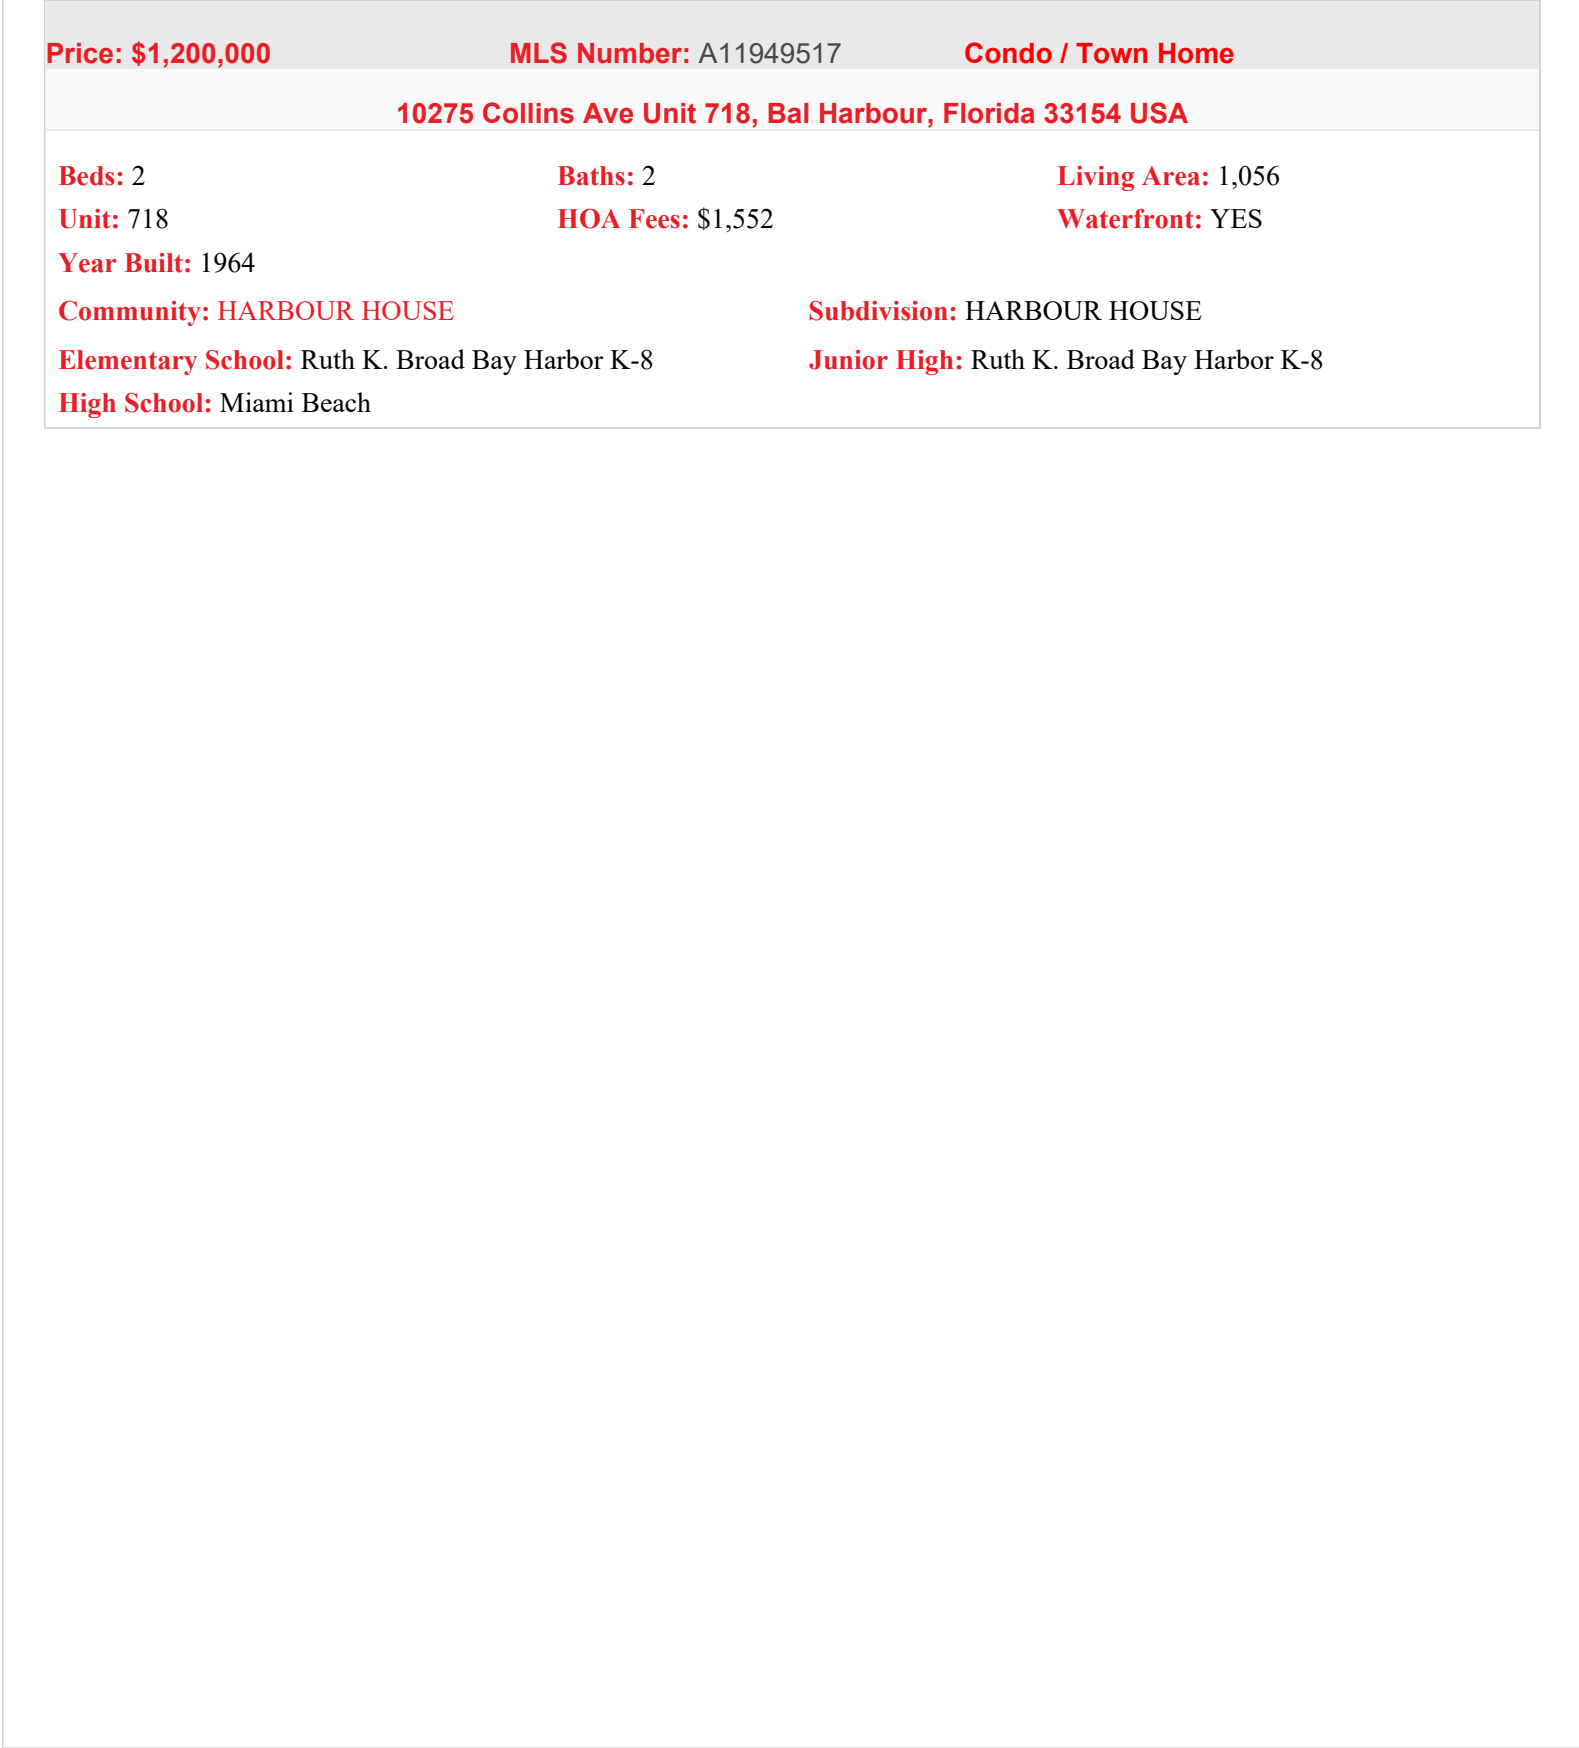 Price: $1,200,000 MLS Number: A11949517 Condo / Town Home
10275 Collins Ave Unit 718, Bal Harbour, Florida 33154 USA
Beds: 2 Baths: 2 Living Area: 1,056
Unit: 718 HOA Fees: $1,552 Waterfront: YES
Year Built: 1964
Community: HARBOUR HOUSE Subdivision: HARBOUR HOUSE
Elementary School: Ruth K. Broad Bay Harbor K-8 Junior High: Ruth K. Broad Bay Harbor K-8
High School: Miami Beach